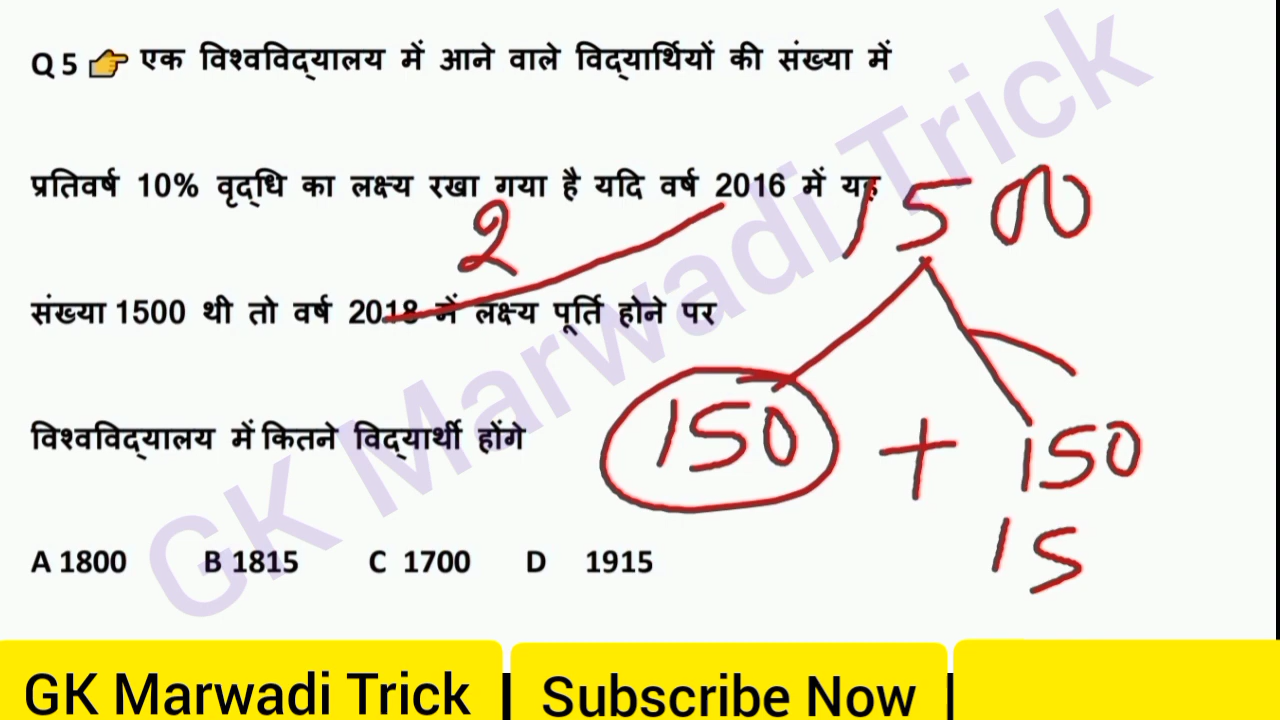 Q 5 👉 एक विश्वविद्यालय में आने वाले विद्यार्थियों की संख्या में
प्रतिवर्ष 10% वृद्धि का लक्ष्य रखा गया है यदि वर्ष 2016 में यह
1500
2
संख्या 1500 थी तो वर्ष 2018 में लक्ष्य पूर्ति होने पर
विश्वविद्यालय में कितने विद्यार्थी होंगे
150 + 150
15
A 1800 B 1815 C 1700 D 1915
GK Marwadi Trick
GK Marwadi Trick | Subscribe Now |